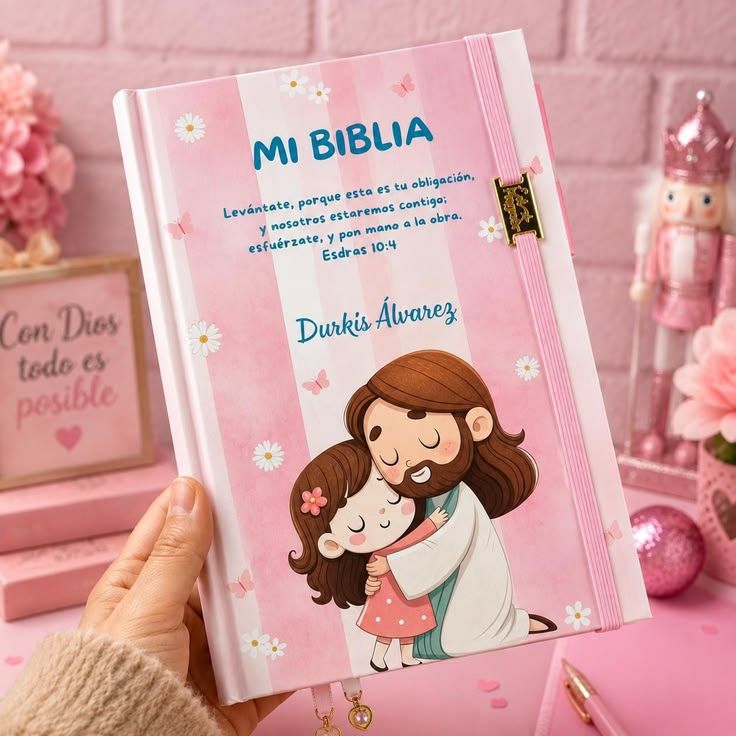 MI BIBLIA
Levántate, porque esta es tu obligación,
y nosotros estaremos contigo;
esfuérzate, y pon mano a la obra.
Esdras 10:4
Durkis Álvarez
Con Dios
todo es
posible